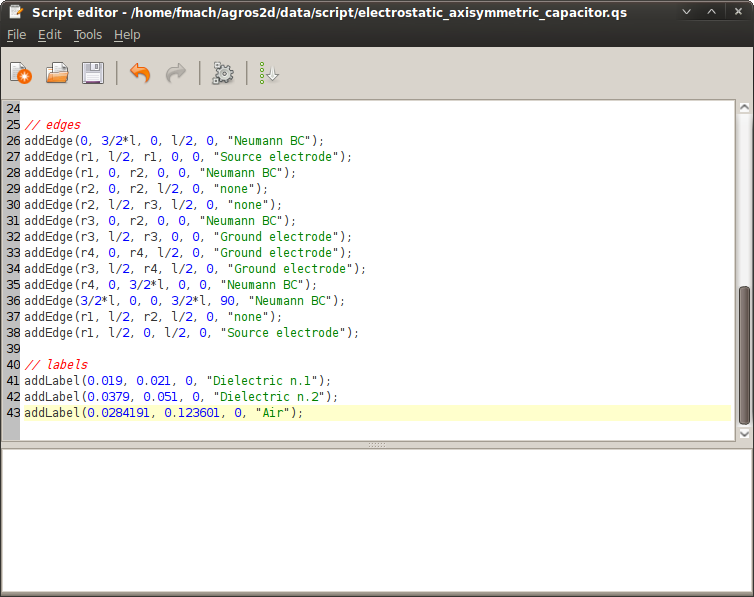 Script editor - /home/fmach/agros2d/data/script/electrostatic_axisymmetric_capacitor.qs
File Edit Tools Help
24
25 // edges
26 addEdge(0, 3/2*l, 0, l/2, 0, "Neumann BC");
27 addEdge(r1, l/2, r1, 0, 0, "Source electrode");
28 addEdge(r1, 0, r2, 0, 0, "Neumann BC");
29 addEdge(r2, 0, r2, l/2, 0, "none");
30 addEdge(r2, l/2, r3, l/2, 0, "none");
31 addEdge(r3, 0, r2, 0, 0, "Neumann BC");
32 addEdge(r3, l/2, r3, 0, 0, "Ground electrode");
33 addEdge(r4, 0, r4, l/2, 0, "Ground electrode");
34 addEdge(r3, l/2, r4, l/2, 0, "Ground electrode");
35 addEdge(r4, 0, 3/2*l, 0, 0, "Neumann BC");
36 addEdge(3/2*l, 0, 0, 3/2*l, 90, "Neumann BC");
37 addEdge(r1, l/2, r2, l/2, 0, "none");
38 addEdge(r1, l/2, 0, l/2, 0, "Source electrode");
39
40 // labels
41 addLabel(0.019, 0.021, 0, "Dielectric n.1");
42 addLabel(0.0379, 0.051, 0, "Dielectric n.2");
43 addLabel(0.0284191, 0.123601, 0, "Air");